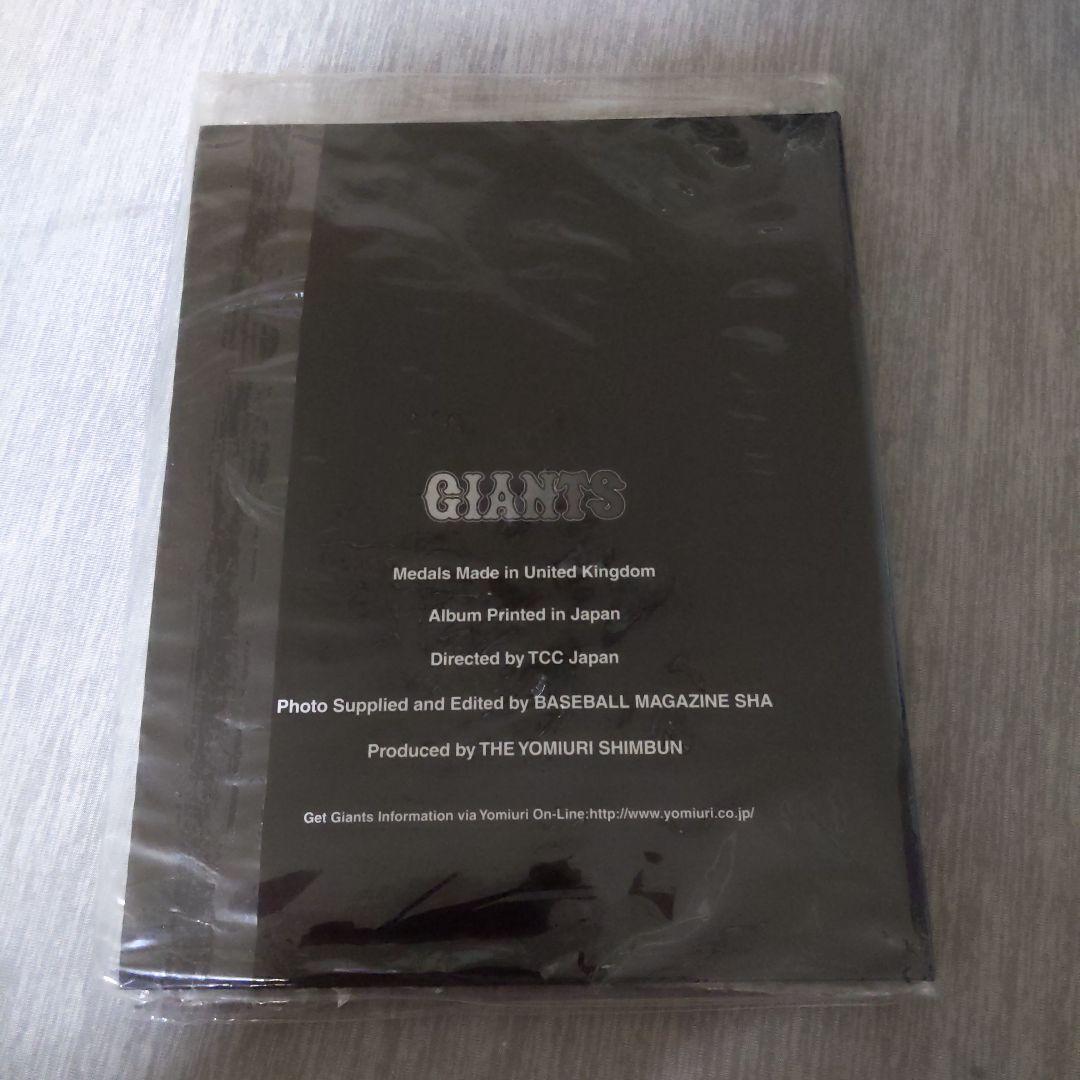 GIANTS
Medals Made in United Kingdom
Album Printed in Japan
Directed by TCC Japan
Photo Supplied and Edited by BASEBALL MAGAZINE SHA
Produced by THE YOMIURI SHIMBUN
Get Giants Information via Yomiuri On-Line:http://www.yomiuri.co.jp/